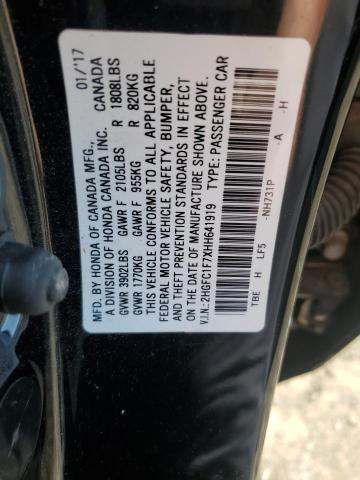 MFD. BY HONDA OF CANADA MFG., 01/'17
A DIVISION OF HONDA CANADA INC. CANADA
GVWR 3902LBS GAWR F 2105LBS R 1808LBS
GVWR 1770KG GAWR F 955KG R 820KG
THIS VEHICLE CONFORMS TO ALL APPLICABLE
FEDERAL MOTOR VEHICLE SAFETY, BUMPER,
AND THEFT PREVENTION STANDARDS IN EFFECT
ON THE DATE OF MANUFACTURE SHOWN ABOVE.
V.I.N.: 2HGFC1F7XHH641919 TYPE: PASSENGER CAR
TBE H LF5 -NH731P -A -H